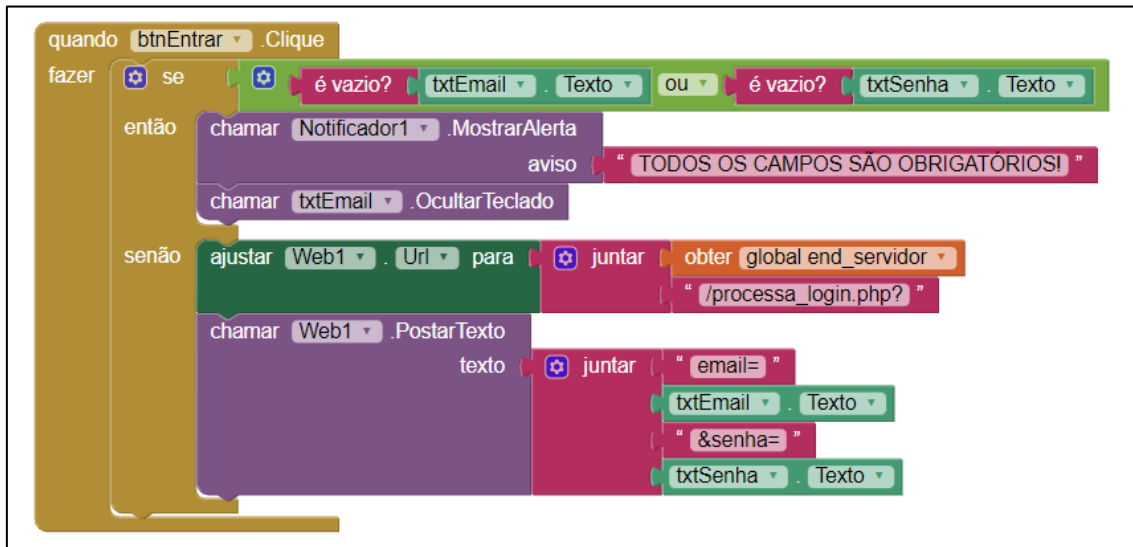 quando btnEntrar .Clique
fazer se é vazio? txtEmail . Texto ou é vazio? txtSenha . Texto
então chamar Notificador1 .MostrarAlerta
aviso " TODOS OS CAMPOS SÃO OBRIGATÓRIOS! "
chamar txtEmail .OcultarTeclado
senão ajustar Web1 . Url para juntar obter global end_servidor
" /processa_login.php? "
chamar Web1 .PostarTexto
texto juntar " email= "
txtEmail . Texto
" &senha= "
txtSenha . Texto